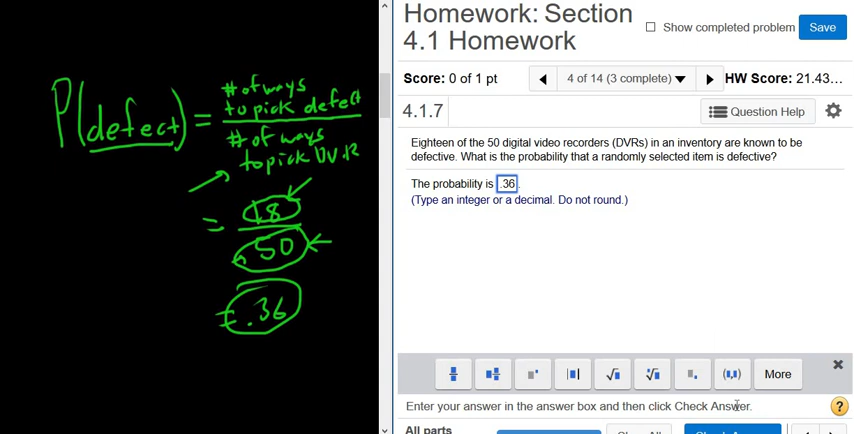 P(defect) = # of ways to pick defect
# of ways to pick DVR
= 18
50
= .36
Homework: Section
4.1 Homework
Show completed problem
Save
Score: 0 of 1 pt
4 of 14 (3 complete)
HW Score: 21.43...
4.1.7
Question Help
Eighteen of the 50 digital video recorders (DVRs) in an inventory are known to be
defective. What is the probability that a randomly selected item is defective?
The probability is .36.
(Type an integer or a decimal. Do not round.)
More
Enter your answer in the answer box and then click Check Answer.
?
All parts
Clear All
Check Answer